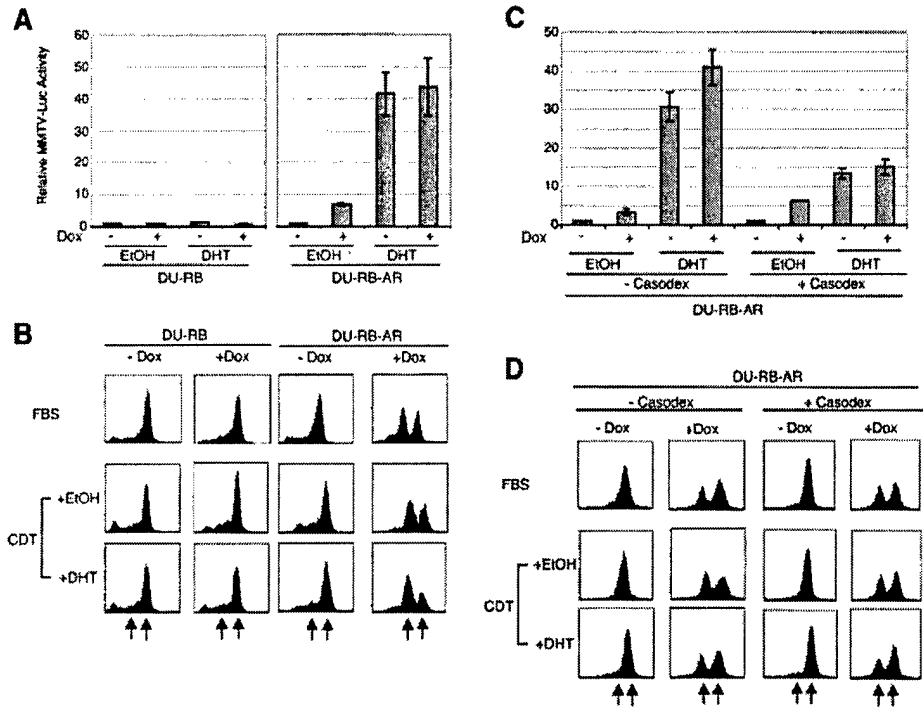 A
Relative MMTV-Luc Activity
60
50
40
30
20
10
0
Dox - + - + - + - +
EtOH DHT EtOH DHT
DU-RB DU-RB-AR
C
50
40
30
20
10
0
Dox - + - + - + - +
EtOH DHT EtOH DHT
- Casodex + Casodex
DU-RB-AR
B
DU-RB DU-RB-AR
- Dox +Dox - Dox +Dox
FBS
CDT
+EtOH
+DHT
D
DU-RB-AR
- Casodex + Casodex
- Dox +Dox - Dox +Dox
FBS
CDT
+EtOH
+DHT